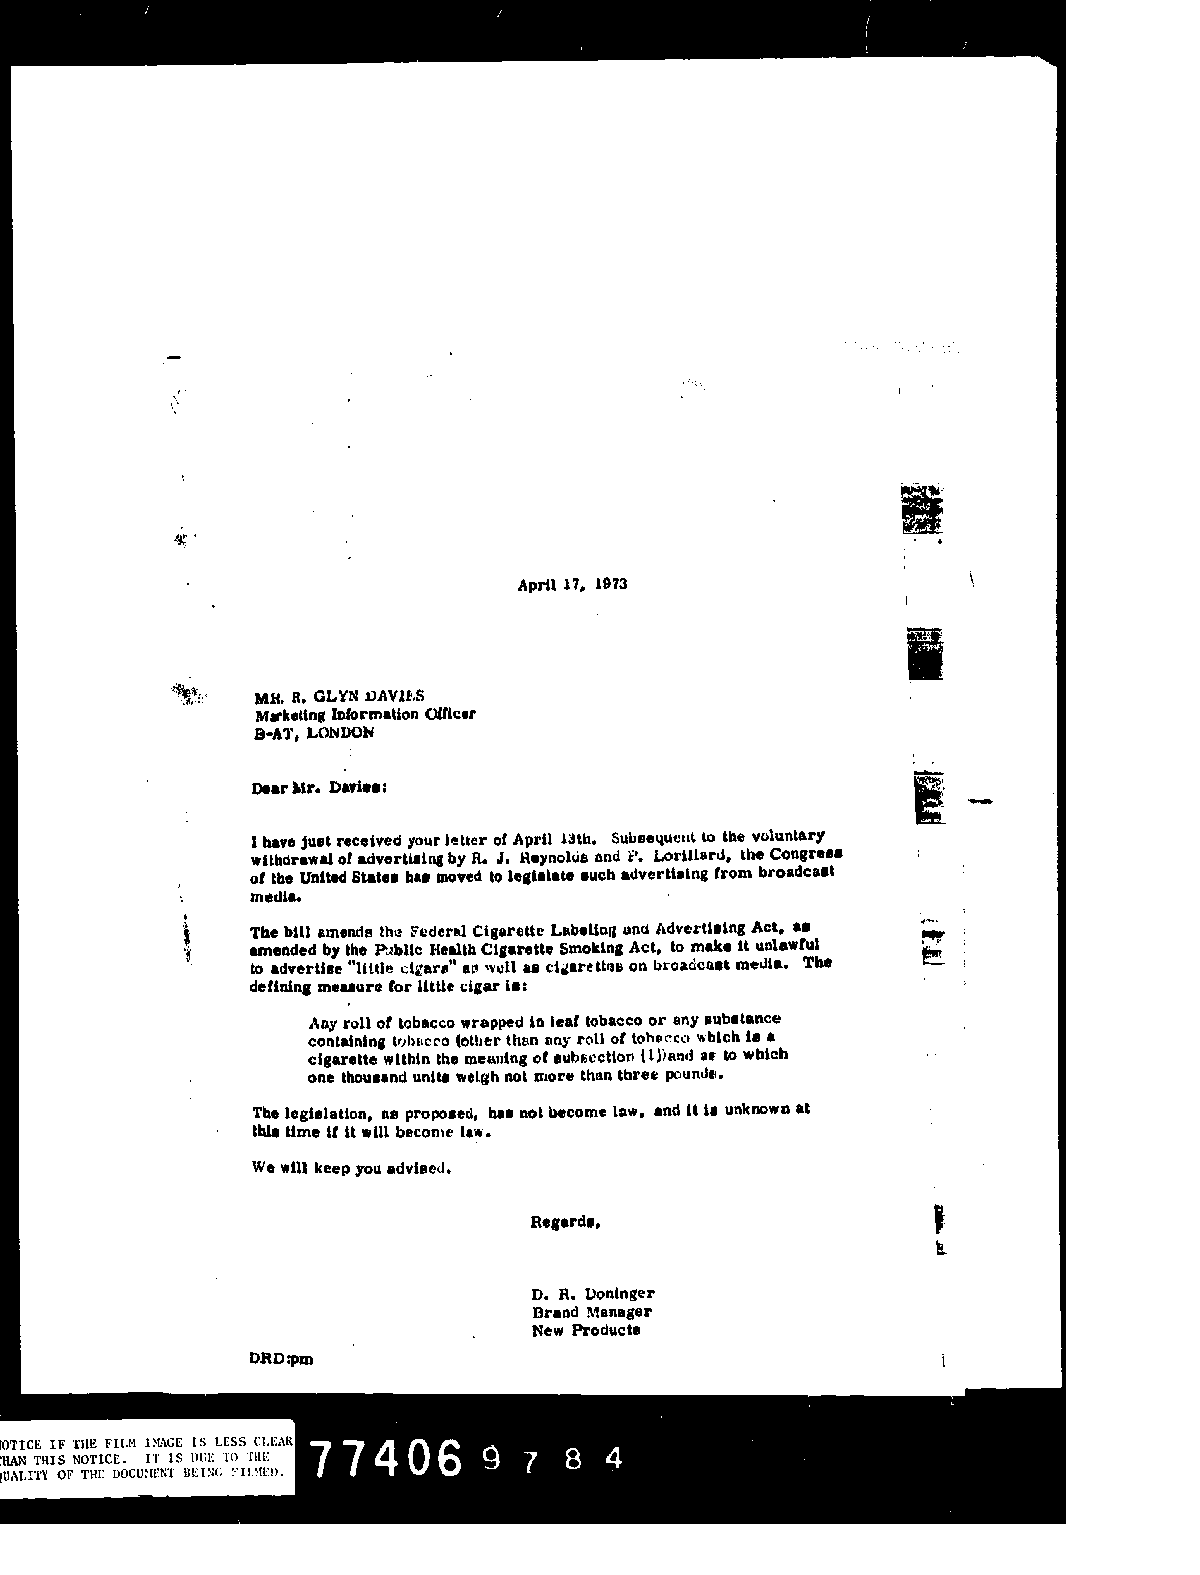 April 17, 1973
MR. R. GLYN DAVIES
Marketing Information Officer
B-AT, LONDON
Dear Mr. Davies:
I have just received your letter of April 13th. Subsequent to the voluntary
withdrawal of advertising by R. J. Reynolds and P. Lorillard, the Congress
of the United States has moved to legislate such advertising from broadcast
media.
The bill amends the Federal Cigarette Labeling and Advertising Act, as
amended by the Public Health Cigarette Smoking Act, to make it unlawful
to advertise "little cigars" as well as cigarettes on broadcast media. The
defining measure for little cigar is:
Any roll of tobacco wrapped in leaf tobacco or any substance
containing tobacco (other than any roll of tobacco which is a
cigarette within the meaning of subsection (1))and as to which
one thousand units weigh not more than three pounds.
The legislation, as proposed, has not become law, and it is unknown at
this time if it will become law.
We will keep you advised.
Regards,
D. R. Doninger
Brand Manager
New Products
DRD:pm
OTICE IF THE FILM IMAGE IS LESS CLEAR
HAN THIS NOTICE. IT IS DUE TO THE
UALITY OF THE DOCUMENT BEING FILMED.
77406 9784